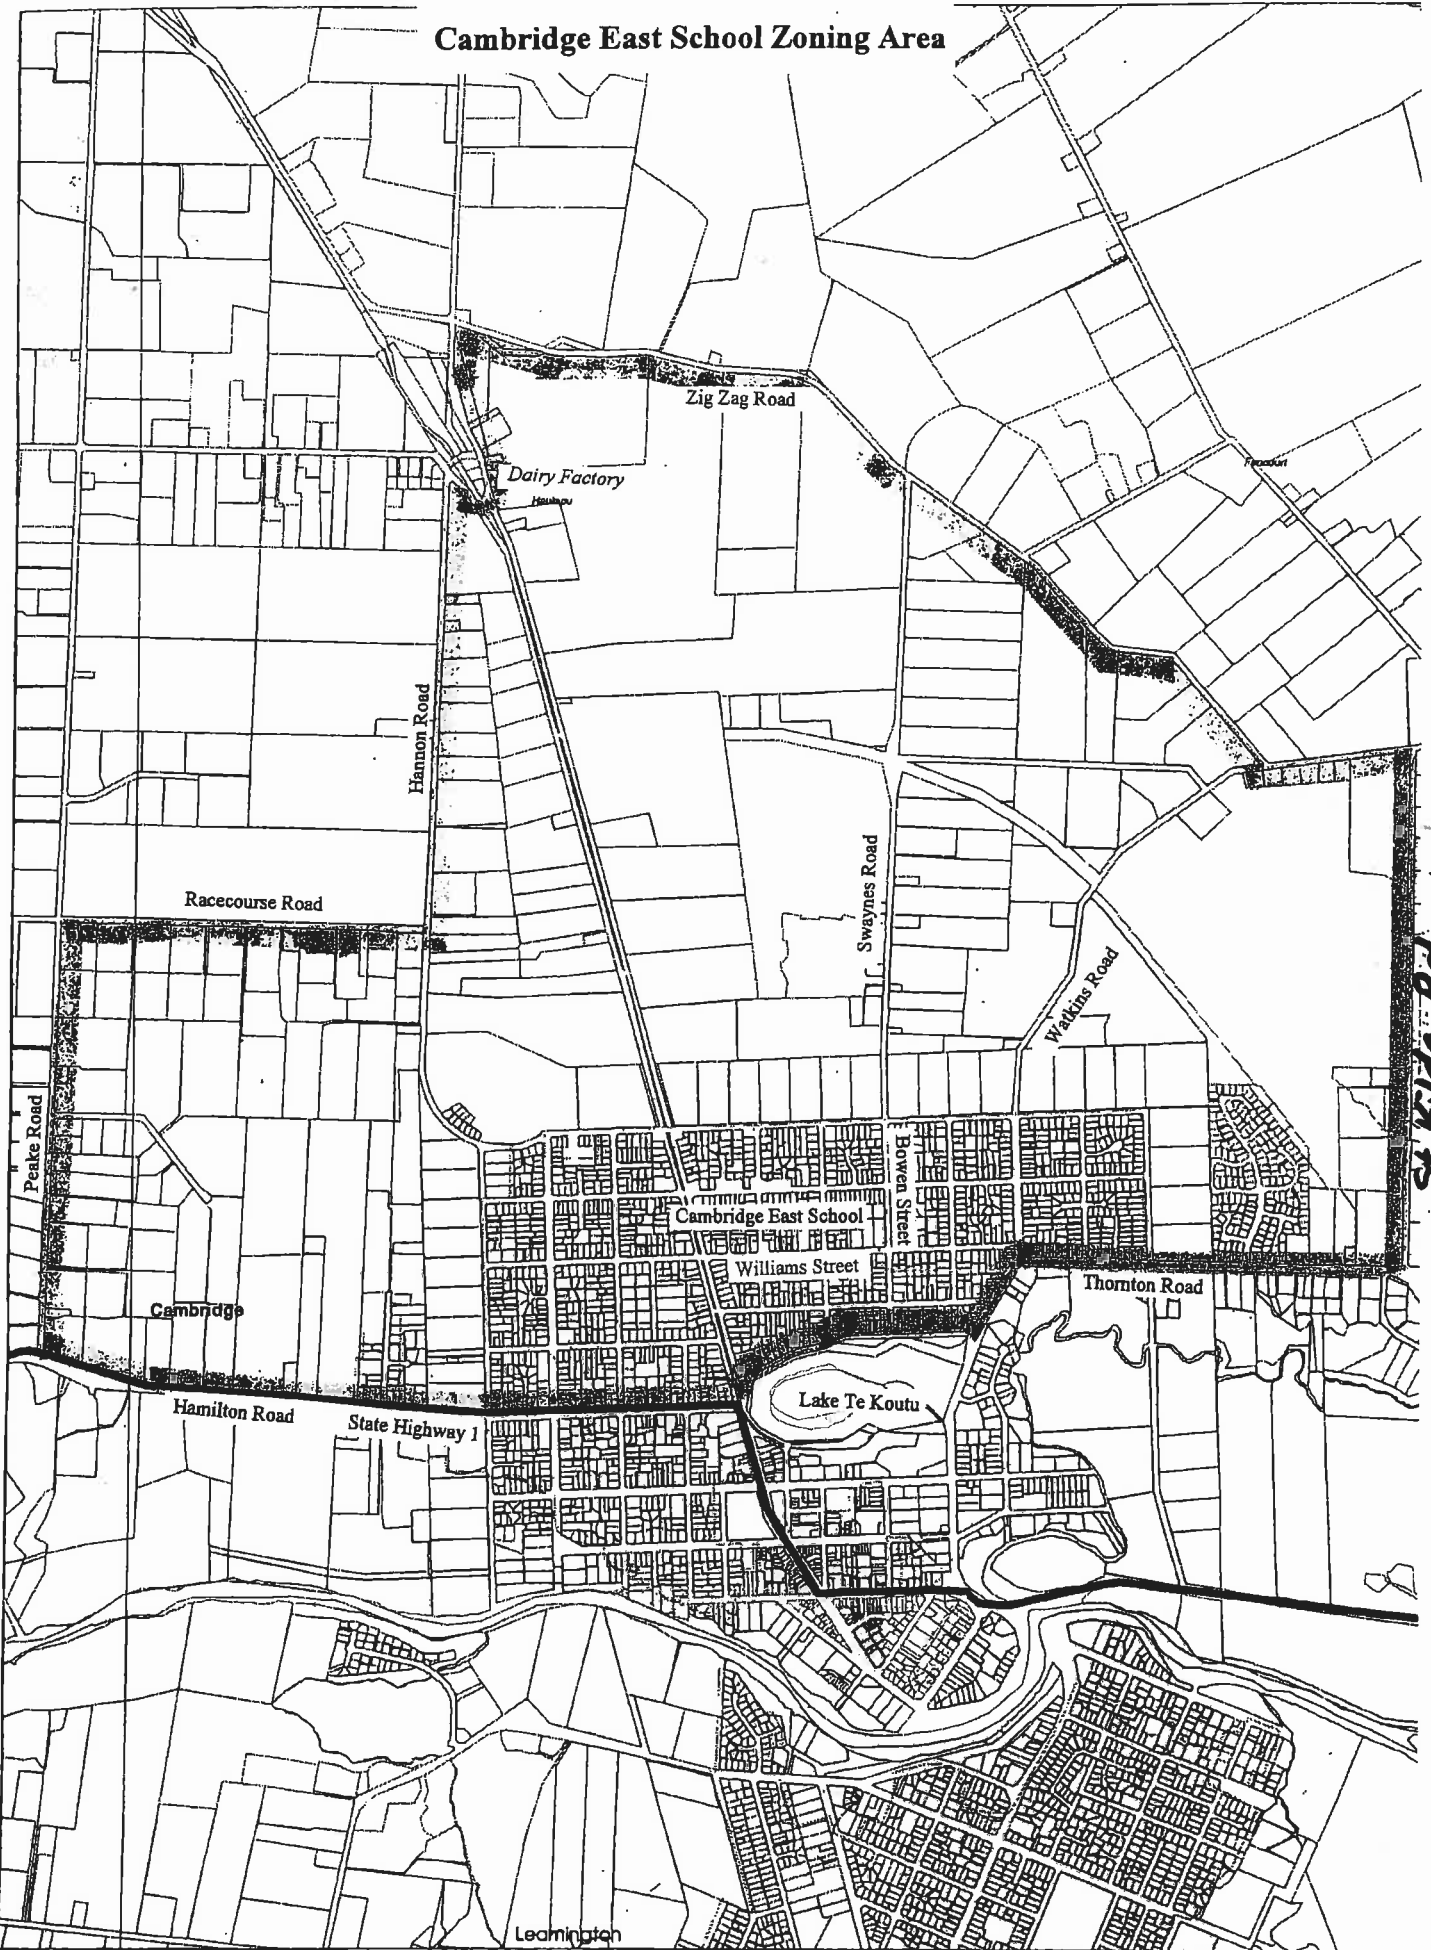 Cambridge East School Zoning Area
Zig Zag Road
Dairy Factory
Hautapu
Fencourt
Hannon Road
Racecourse Road
Swaynes Road
Watkins Road
Peake Road
Bowen Street
Cambridge East School
Williams Street
Thornton Road
Cambridge
Lake Te Koutu
Hamilton Road
State Highway 1
Leamington